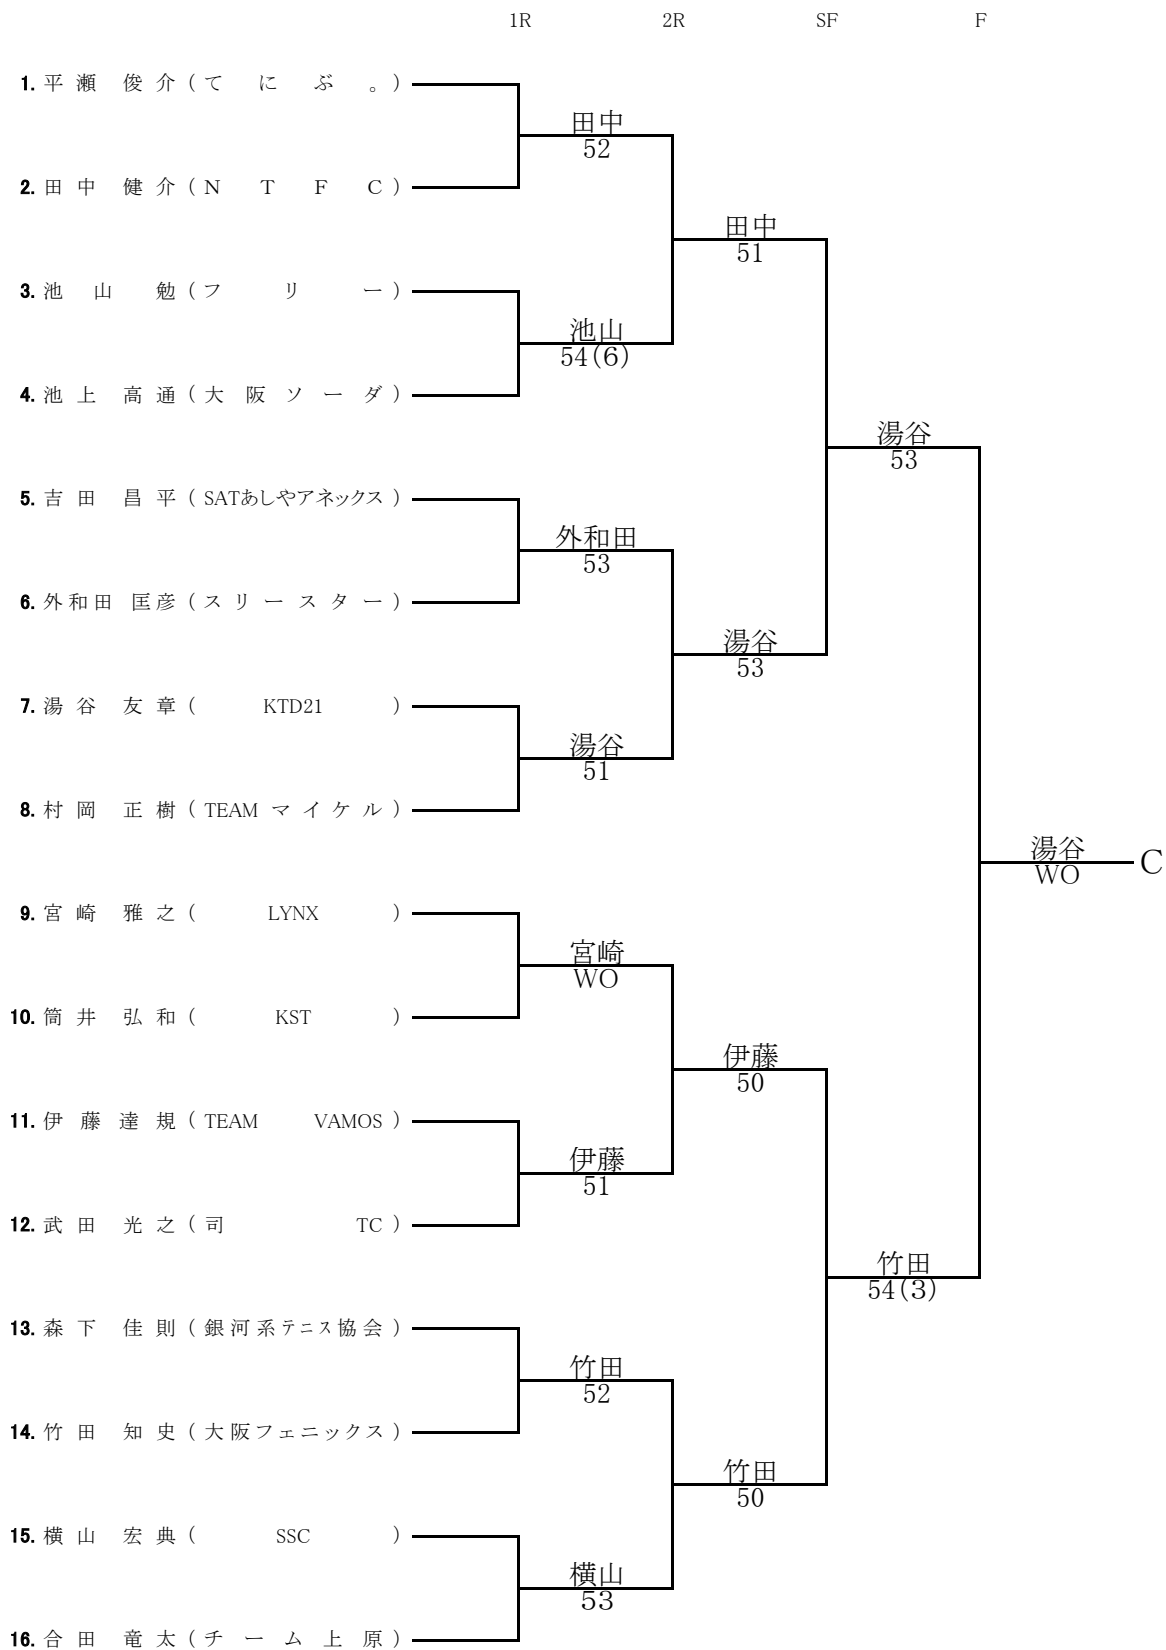 1R 2R SF F
1. 平瀬 俊介(てにぶ。)
田中
52
2. 田中 健介(NTFC)
田中
51
3. 池山 勉(フリー)
池山
54(6)
4. 池上 高通(大阪ソーダ)
湯谷
53
5. 吉田 昌平(SATあしやアネックス)
外和田
53
6. 外和田 匡彦(スリースター)
湯谷
53
7. 湯谷 友章(KTD21)
湯谷
51
8. 村岡 正樹(TEAMマイケル)
湯谷
WO
C
9. 宮崎 雅之(LYNX)
宮崎
WO
10. 筒井 弘和(KST)
伊藤
50
11. 伊藤 達規(TEAM VAMOS)
伊藤
51
12. 武田 光之(司 TC)
竹田
54(3)
13. 森下 佳則(銀河系テニス協会)
竹田
52
14. 竹田 知史(大阪フェニックス)
竹田
50
15. 横山 宏典(SSC)
横山
53
16. 合田 竜太(チーム上原)